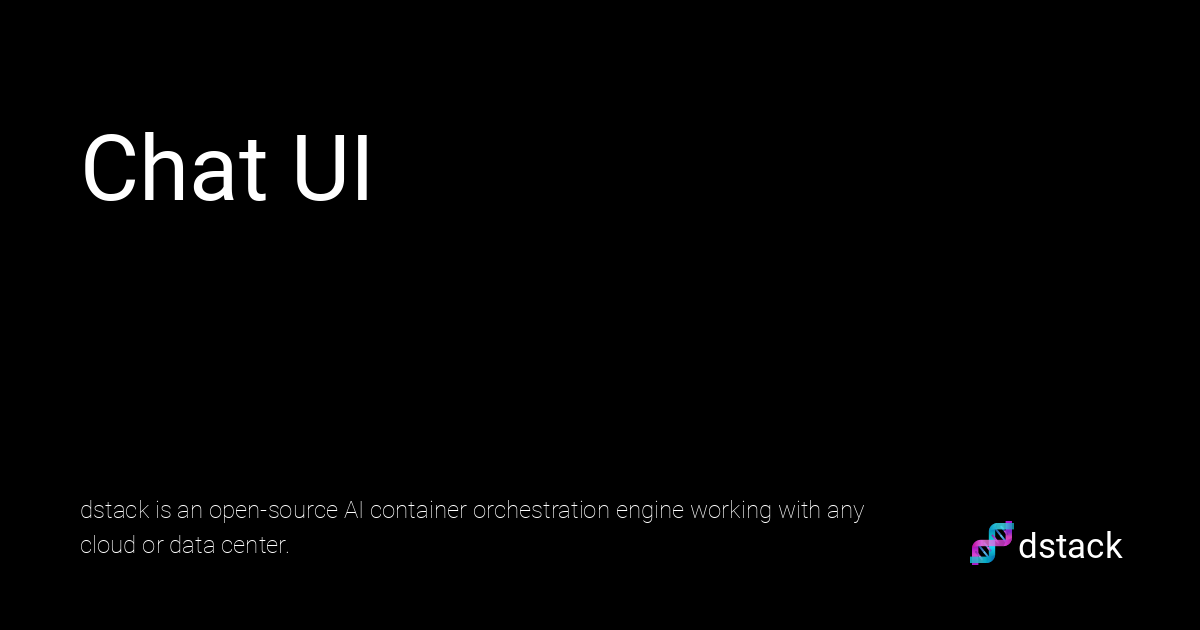 Chat UI
dstack is an open-source AI container orchestration engine working with any
cloud or data center.
dstack